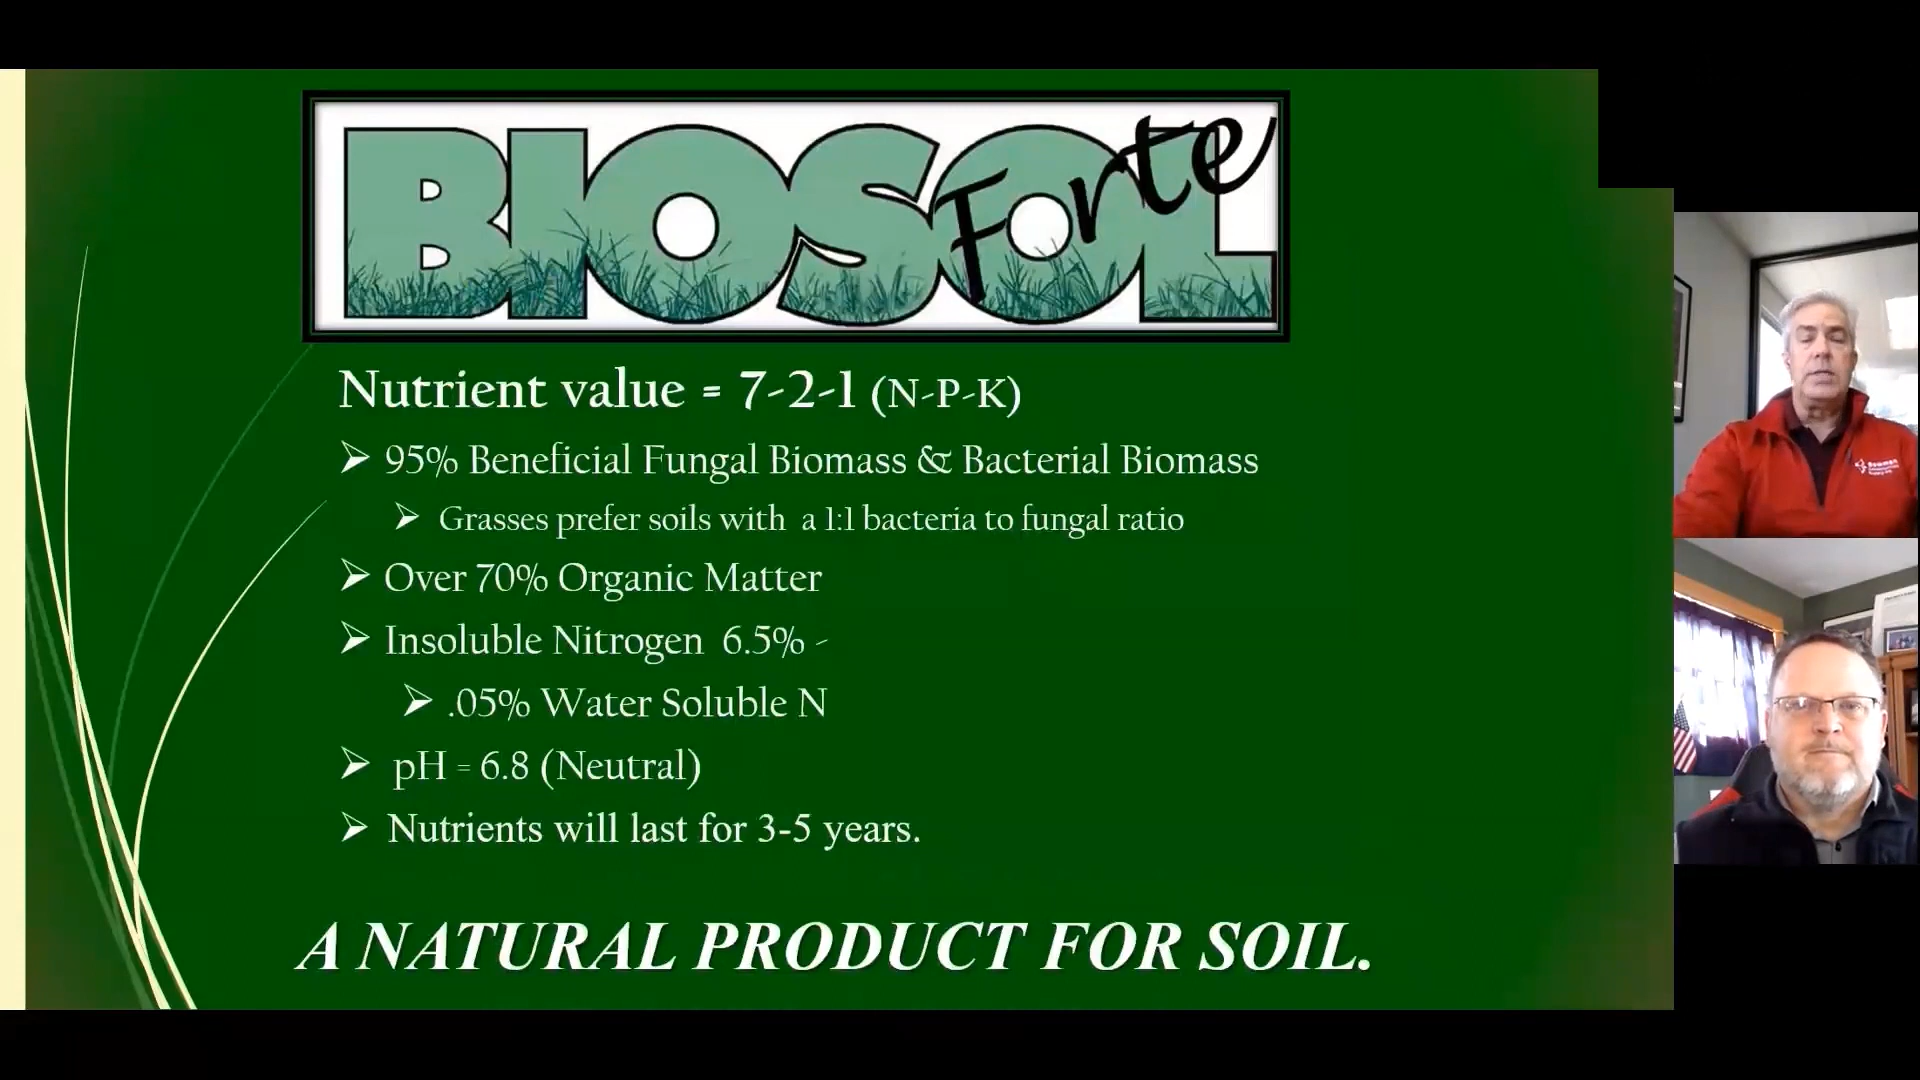 BIOSOL Forte
Nutrient value = 7-2-1 (N-P-K)
95% Beneficial Fungal Biomass & Bacterial Biomass
Grasses prefer soils with a 1:1 bacteria to fungal ratio
Over 70% Organic Matter
Insoluble Nitrogen 6.5% -
.05% Water Soluble N
pH = 6.8 (Neutral)
Nutrients will last for 3-5 years.
A NATURAL PRODUCT FOR SOIL.